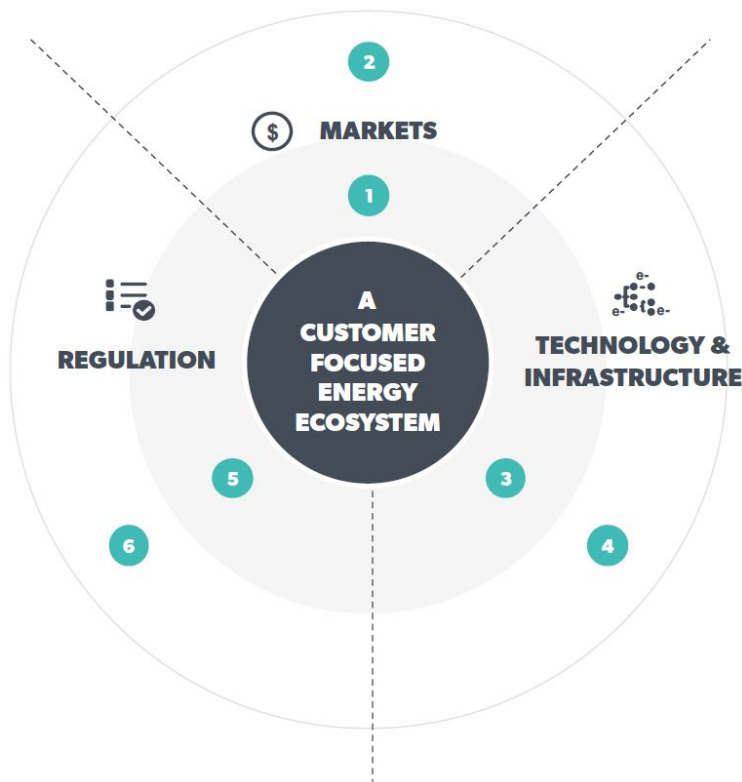 2
$ MARKETS
1
A
CUSTOMER
FOCUSED
ENERGY
ECOSYSTEM
REGULATION
e-
e- e-
TECHNOLOGY &
INFRASTRUCTURE
5
3
6
4